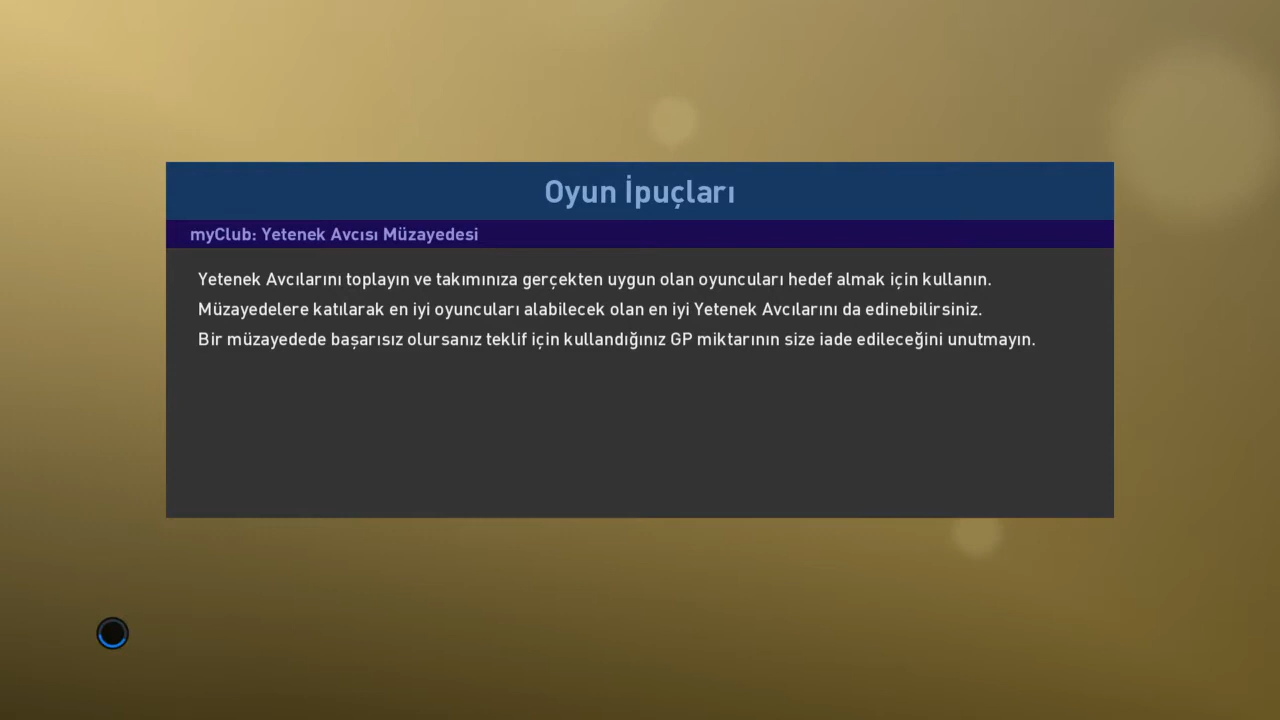 Oyun İpuçları
myClub: Yetenek Avcısı Müzayedesi
Yetenek Avcılarını toplayın ve takımınıza gerçekten uygun olan oyuncuları hedef almak için kullanın.
Müzayedelere katılarak en iyi oyuncuları alabilecek olan en iyi Yetenek Avcılarını da edinebilirsiniz.
Bir müzayedede başarısız olursanız teklif için kullandığınız GP miktarının size iade edileceğini unutmayın.